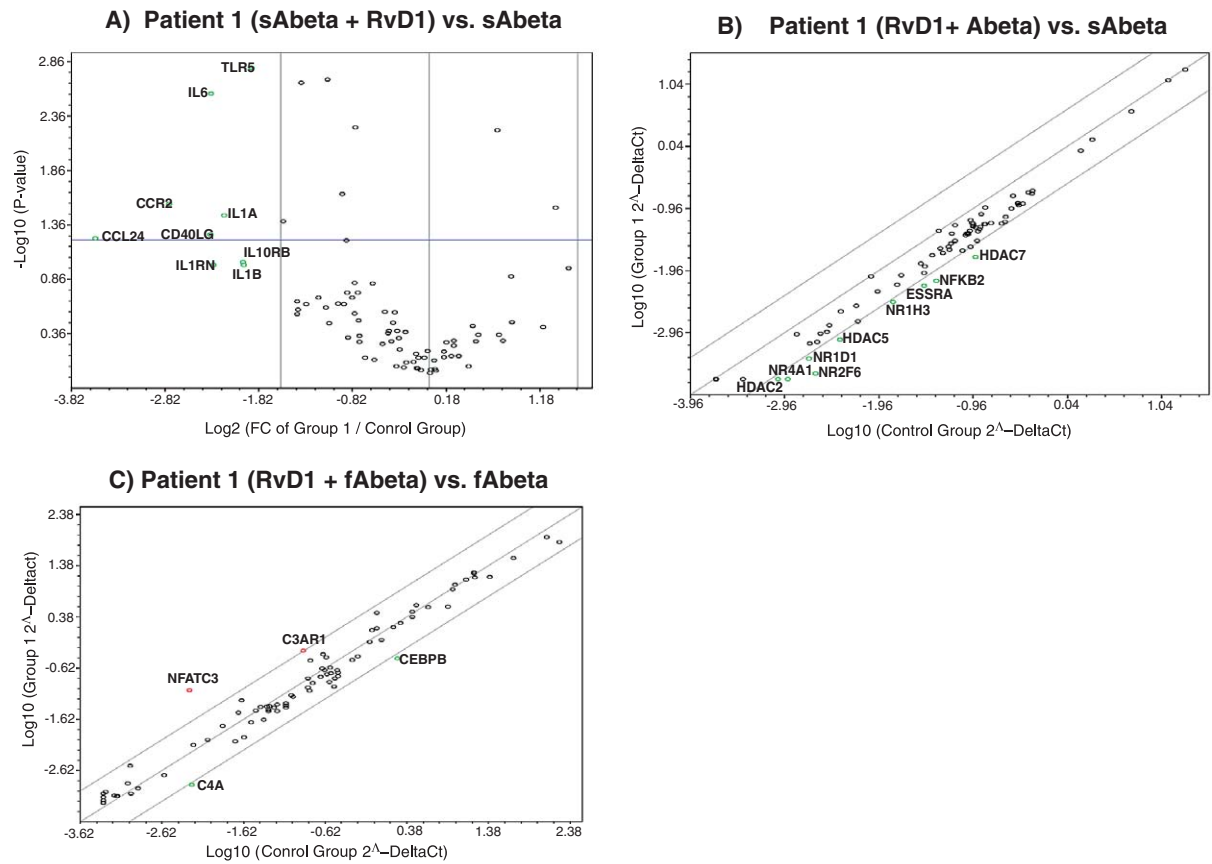 A) Patient 1 (sAbeta + RvD1) vs. sAbeta
2.86
2.36
1.86
1.36
0.86
0.36
-Log10 (P-value)
TLR5
IL6
CCR2
IL1A
CCL24
CD40LG
IL10RB
IL1RN
IL1B
-3.82 -2.82 -1.82 -0.82 0.18 1.18
Log2 (FC of Group 1 / Conrol Group)
B) Patient 1 (RvD1+ Abeta) vs. sAbeta
1.04
0.04
-0.96
-1.96
-2.96
-3.96
Log10 (Group 1 2^Λ–DeltaCt)
HDAC7
NFKB2
ESSRA
NR1H3
HDAC5
NR1D1
NR4A1
NR2F6
HDAC2
-2.96 -1.96 -0.96 0.04 1.04
Log10 (Control Group 2^Λ–DeltaCt)
C) Patient 1 (RvD1 + fAbeta) vs. fAbeta
2.38
1.38
0.38
-0.62
-1.62
-2.62
-3.62
Log10 (Group 1 2^Λ–Deltact)
C3AR1
NFATC3
CEBPB
C4A
-2.62 -1.62 -0.62 0.38 1.38 2.38
Log10 (Conrol Group 2^Λ–DeltaCt)